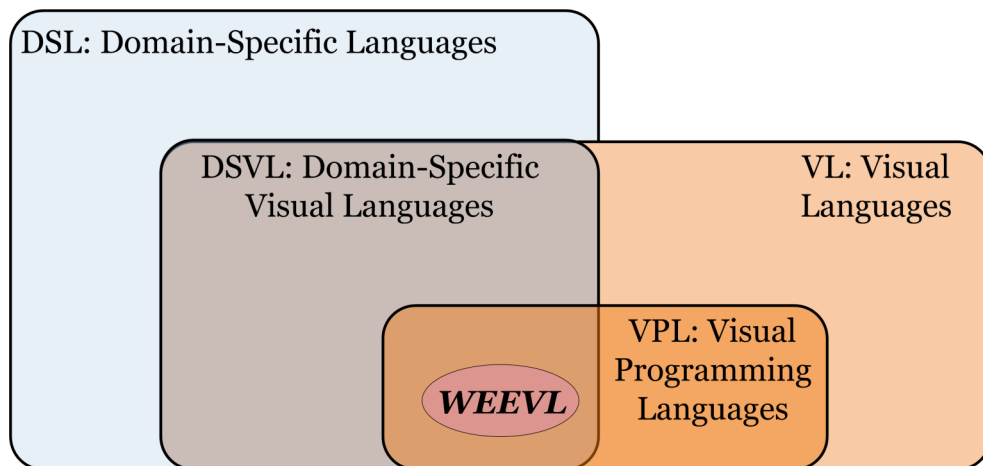 DSL: Domain-Specific Languages
DSVL: Domain-Specific
Visual Languages
VL: Visual
Languages
VPL: Visual
Programming
Languages
WEEVL